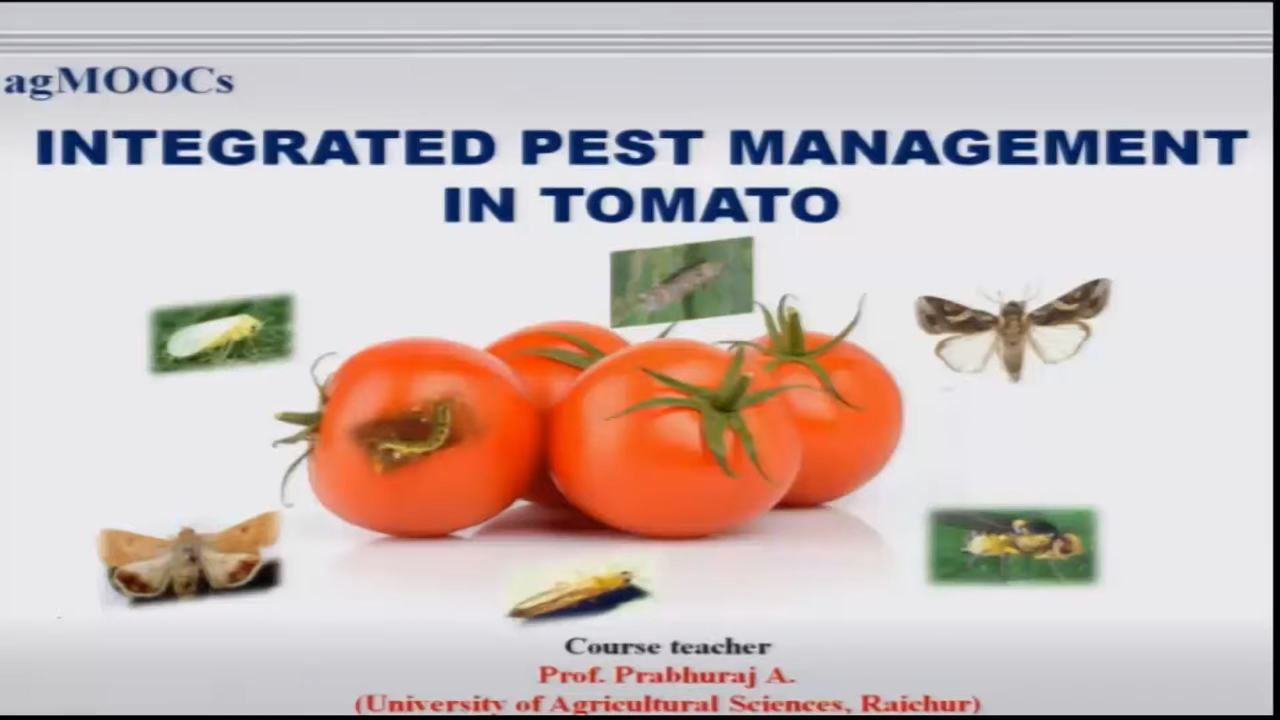 agMOOCs
INTEGRATED PEST MANAGEMENT
IN TOMATO
Course teacher
Prof. Prabhuraj A.
(University of Agricultural Sciences, Raichur)